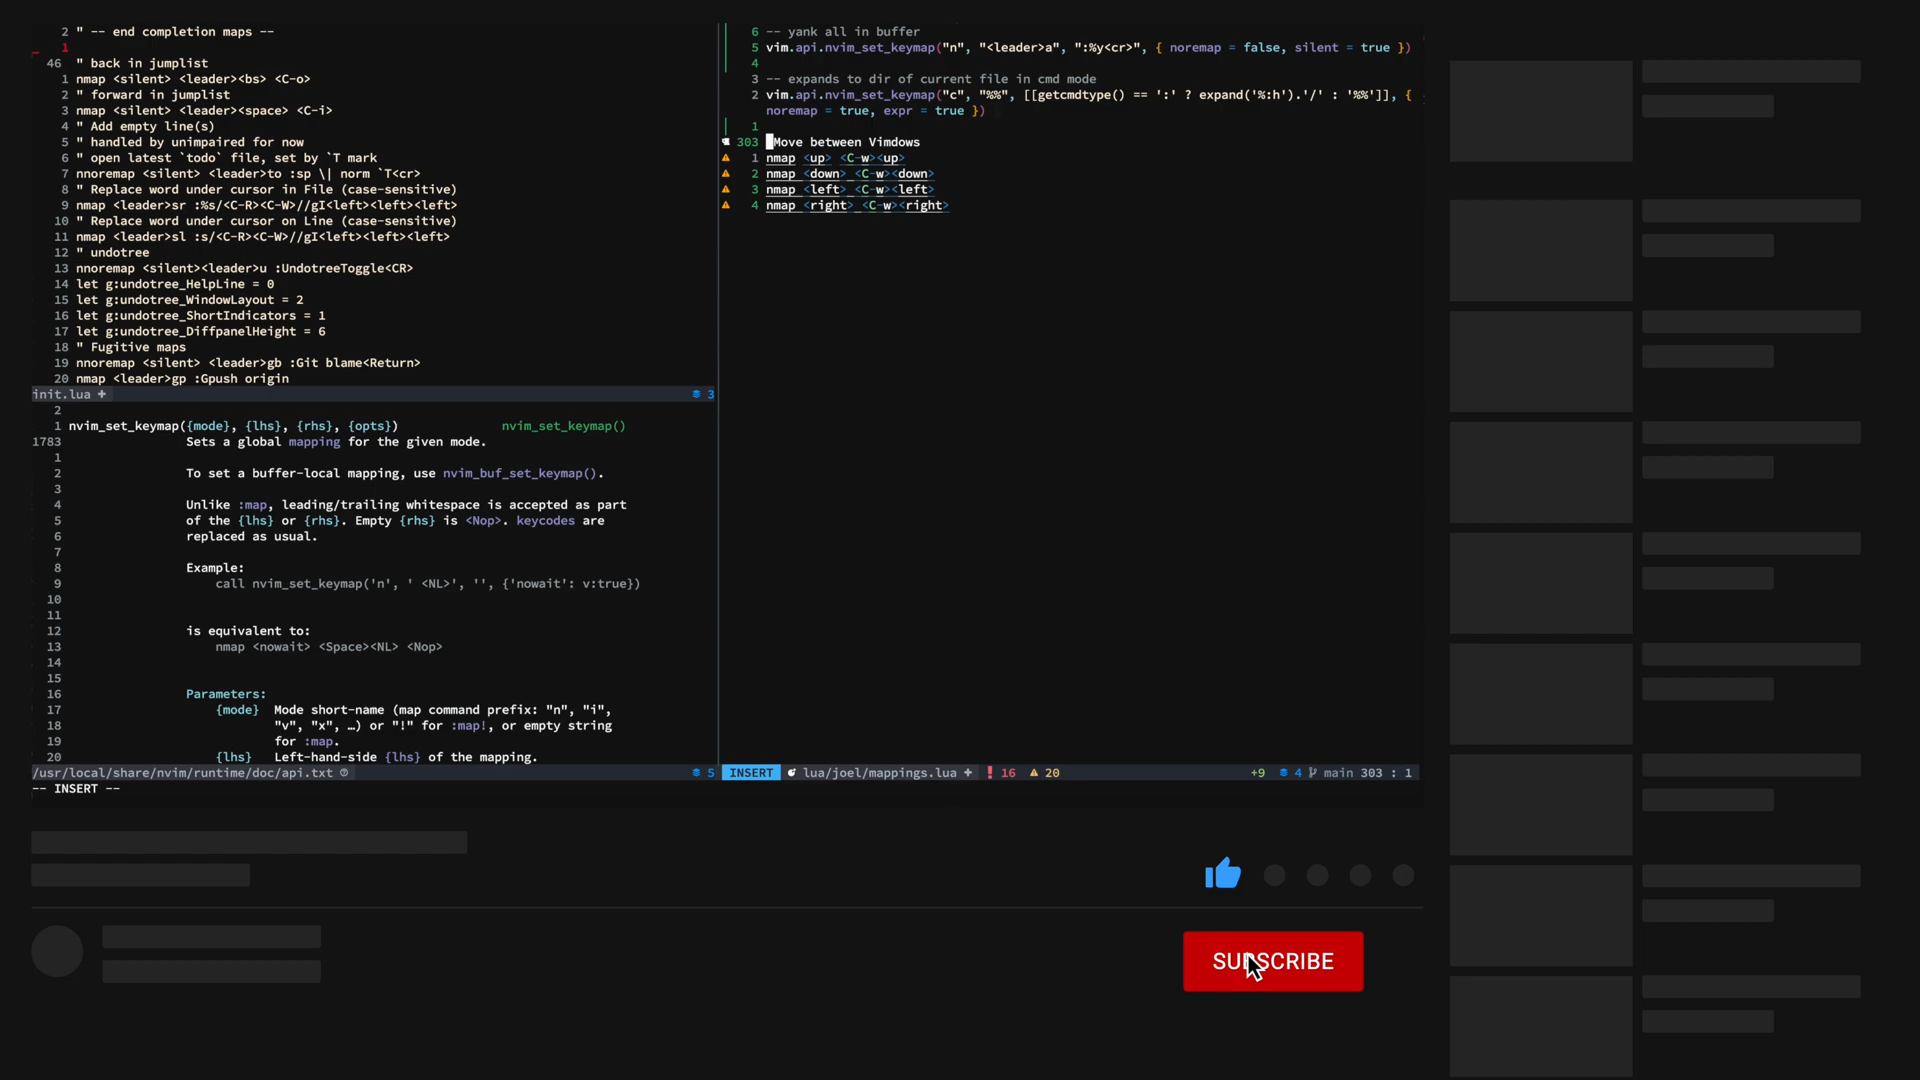 2 " -- end completion maps --
1
46 " back in jumplist
1 nmap <silent> <leader><bs> <C-o>
2 " forward in jumplist
3 nmap <silent> <leader><space> <C-i>
4 " Add empty line(s)
5 " handled by unimpaired for now
6 " open latest `todo` file, set by `T mark
7 nnoremap <silent> <leader>to :sp \| norm `T<cr>
8 " Replace word under cursor in File (case-sensitive)
9 nmap <leader>sr :%s/<C-R><C-W>//gI<left><left><left>
10 " Replace word under cursor on Line (case-sensitive)
11 nmap <leader>sl :s/<C-R><C-W>//gI<left><left><left>
12 " undotree
13 nnoremap <silent><leader>u :UndotreeToggle<CR>
14 let g:undotree_HelpLine = 0
15 let g:undotree_WindowLayout = 2
16 let g:undotree_ShortIndicators = 1
17 let g:undotree_DiffpanelHeight = 6
18 " Fugitive maps
19 nnoremap <silent> <leader>gb :Git blame<Return>
20 nmap <leader>gp :Gpush origin
init.lua + 3
2
1 nvim_set_keymap({mode}, {lhs}, {rhs}, {opts}) nvim_set_keymap()
1783 Sets a global mapping for the given mode.
1
2 To set a buffer-local mapping, use nvim_buf_set_keymap().
3
4 Unlike :map, leading/trailing whitespace is accepted as part
5 of the {lhs} or {rhs}. Empty {rhs} is <Nop>. keycodes are
6 replaced as usual.
7
8 Example:
9 call nvim_set_keymap('n', ' <NL>', '', {'nowait': v:true})
10
11
12 is equivalent to:
13 nmap <nowait> <Space><NL> <Nop>
14
15
16 Parameters:
17 {mode} Mode short-name (map command prefix: "n", "i",
18 "v", "x", …) or "!" for :map!, or empty string
19 for :map.
20 {lhs} Left-hand-side {lhs} of the mapping.
/usr/local/share/nvim/runtime/doc/api.txt 5
-- INSERT --
6 -- yank all in buffer
5 vim.api.nvim_set_keymap("n", "<leader>a", ":%y<cr>", { noremap = false, silent = true })
4
3 -- expands to dir of current file in cmd mode
2 vim.api.nvim_set_keymap("c", "%%", [[getcmdtype() == ':' ? expand('%:h').'/' : '%%']], {
noremap = true, expr = true })
1
303 Move between Vimdows
1 nmap <up> <C-w><up>
2 nmap <down> <C-w><down>
3 nmap <left> <C-w><left>
4 nmap <right> <C-w><right>
INSERT lua/joel/mappings.lua + 16 20 +9 4 main 303 : 1
SUBSCRIBE